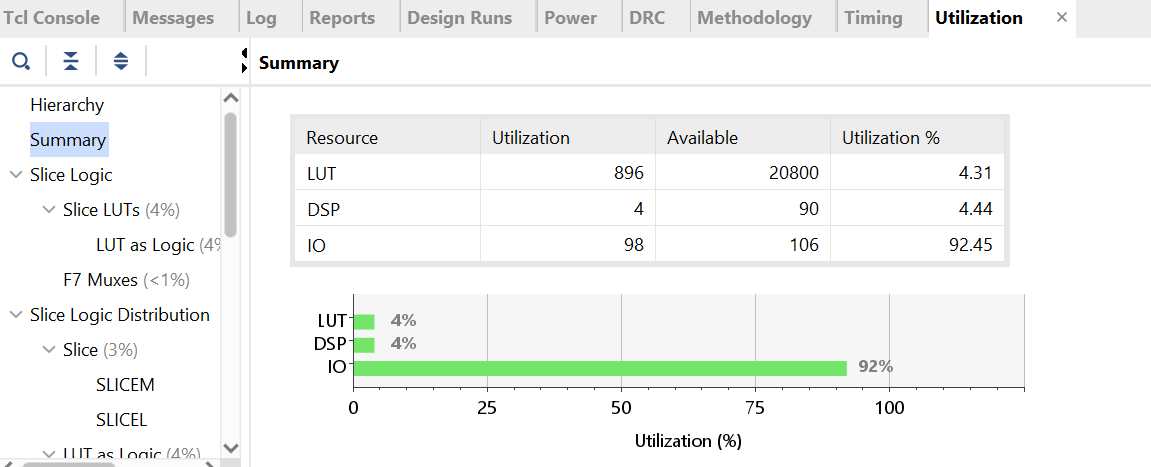 Tcl Console Messages Log Reports Design Runs Power DRC Methodology Timing Utilization ×
Summary
Hierarchy
Summary
Slice Logic
Slice LUTs (4%)
LUT as Logic (4%
F7 Muxes (<1%)
Slice Logic Distribution
Slice (3%)
SLICEM
SLICEL
LUT as Logic (4%)
Resource Utilization Available Utilization %
LUT 896 20800 4.31
DSP 4 90 4.44
IO 98 106 92.45
LUT 4%
DSP 4%
IO 92%
0 25 50 75 100
Utilization (%)